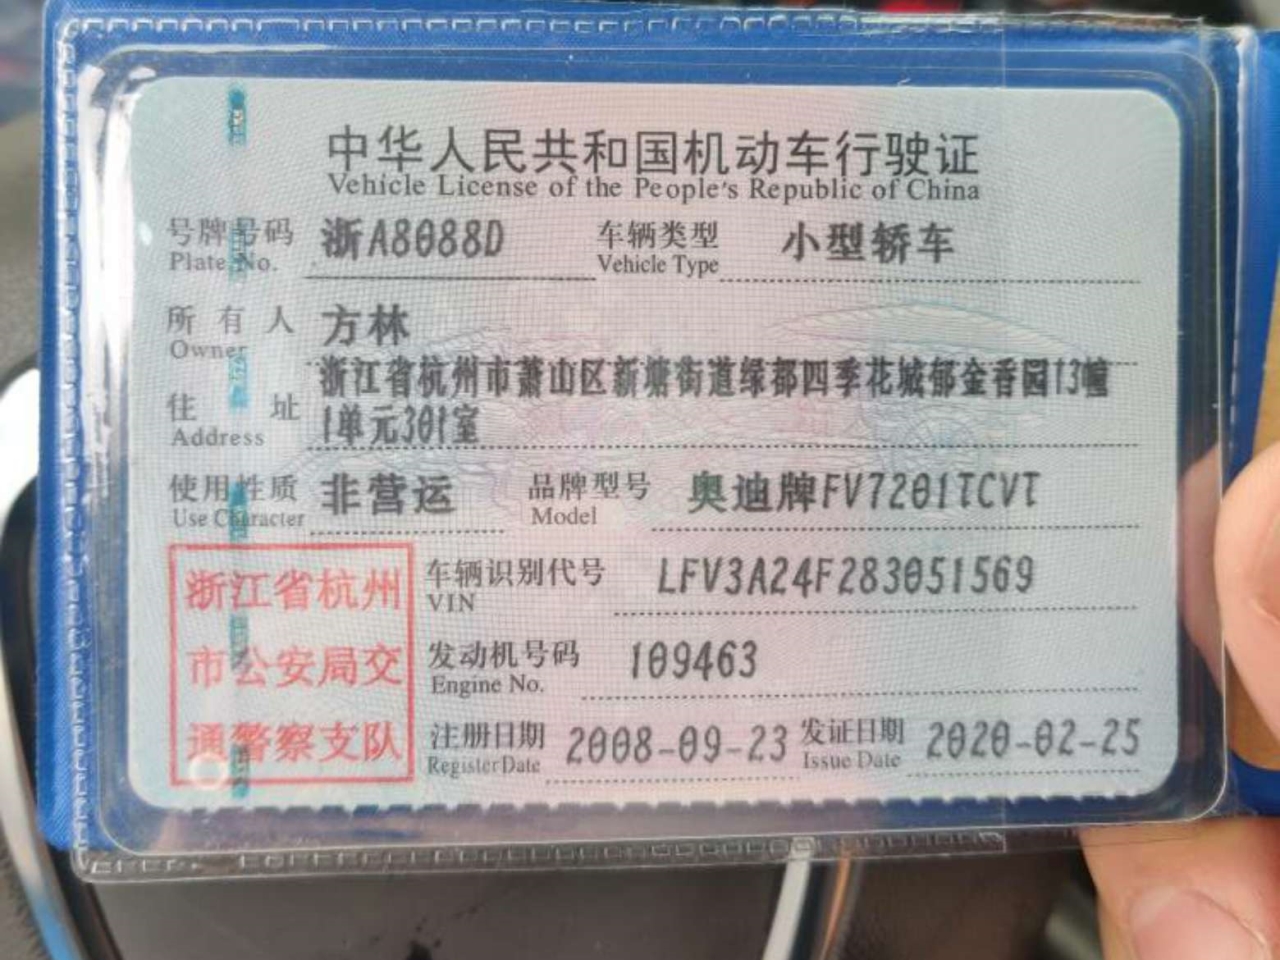 中华人民共和国机动车行驶证
Vehicle License of the People's Republic of China
号牌号码 浙A8088D 车辆类型 小型轿车
Plate No. Vehicle Type
所有人 方林
Owner
浙江省杭州市萧山区新塘街道绿都四季花城郁金香园13幢
住址 1单元301室
Address
使用性质 非营运 品牌型号 奥迪牌FV7201TCVT
Use Character Model
浙江省杭州 车辆识别代号 LFV3A24F283051569
VIN
市公安局交 发动机号码 109463
Engine No.
通警察支队 注册日期 2008-09-23 发证日期 2020-02-25
Register Date Issue Date